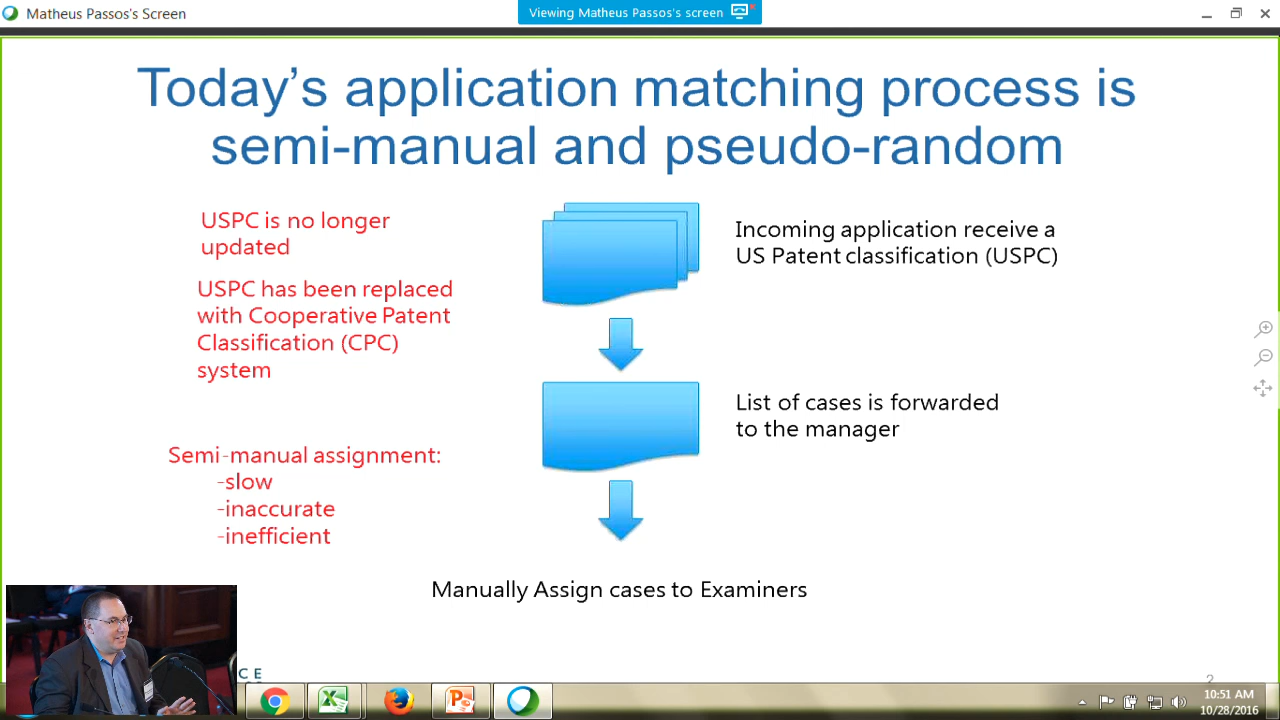 Matheus Passos's Screen
Viewing Matheus Passos's screen
Today's application matching process is
semi-manual and pseudo-random
USPC is no longer
updated
USPC has been replaced
with Cooperative Patent
Classification (CPC)
system
Semi-manual assignment:
-slow
-inaccurate
-inefficient
Incoming application receive a
US Patent classification (USPC)
List of cases is forwarded
to the manager
Manually Assign cases to Examiners
C E
2
10:51 AM
10/28/2016